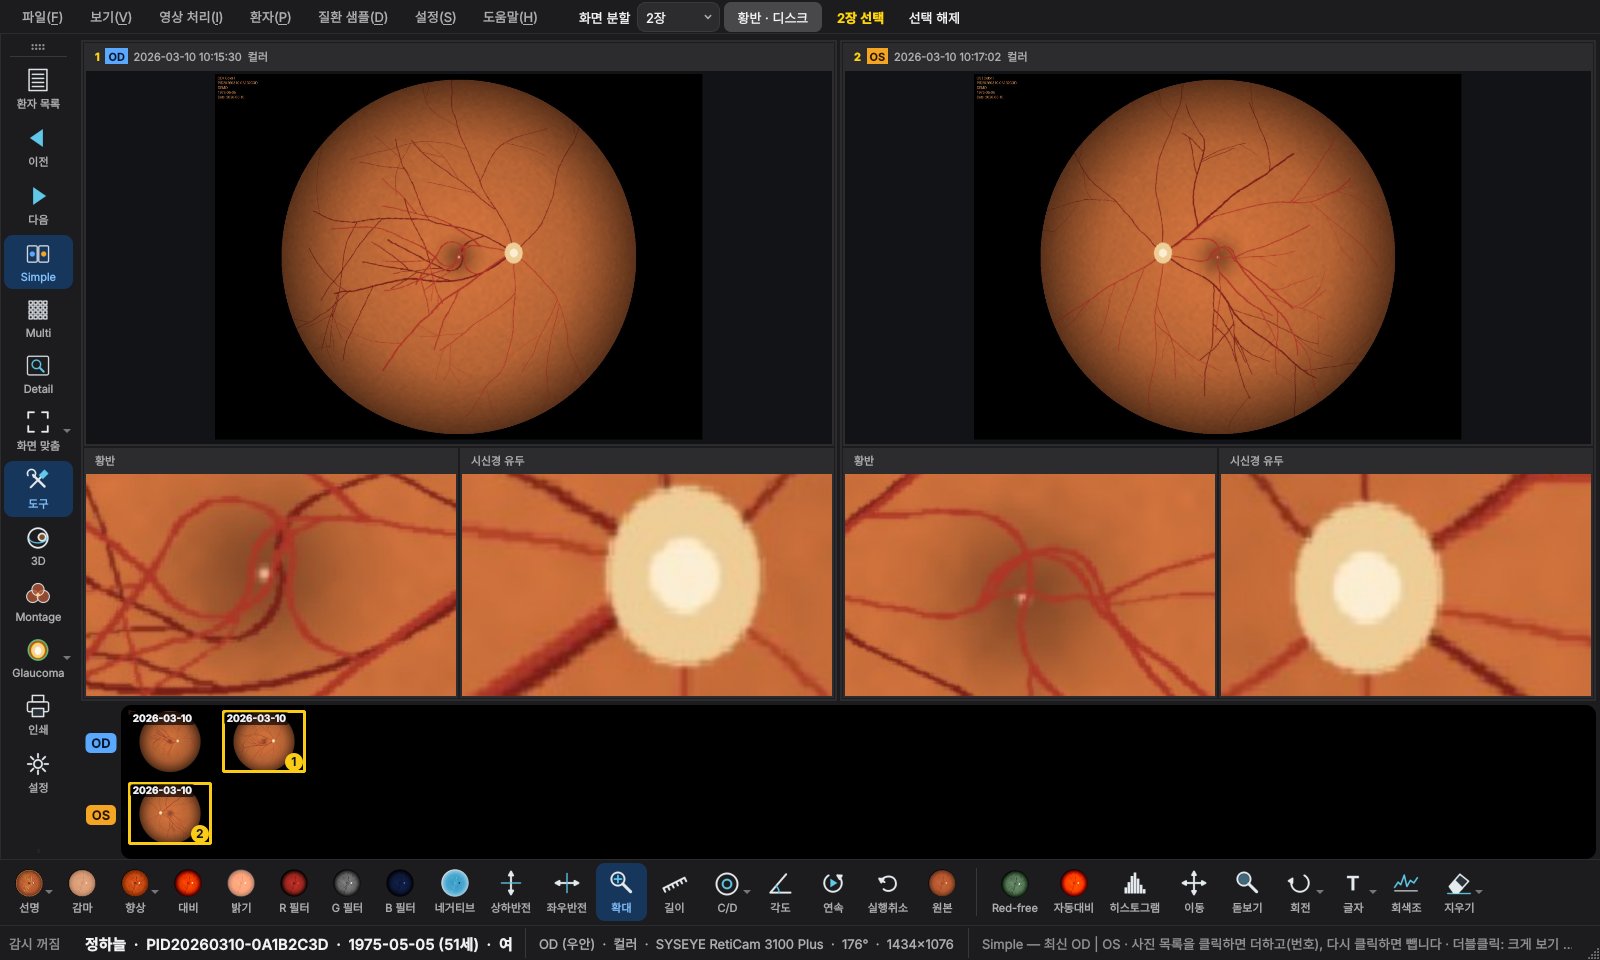 파일(F) 보기(V) 영상 처리(I) 환자(P) 질환 샘플(D) 설정(S) 도움말(H) 화면 분할 2장 황반 · 디스크 2장 선택 선택 해제
환자 목록
이전
다음
Simple
Multi
Detail
화면 맞춤
도구
3D
Montage
Glaucoma
인쇄
설정
1 OD 2026-03-10 10:15:30 컬러
2 OS 2026-03-10 10:17:02 컬러
황반
시신경 유두
황반
시신경 유두
OD
2026-03-10
2026-03-10
1
OS
2026-03-10
2
선명 감마 향상 대비 밝기 R 필터 G 필터 B 필터 네거티브 상하반전 좌우반전 확대 길이 C/D 각도 연속 실행취소 원본 Red-free 자동대비 히스토그램 이동 돋보기 회전 글자 회색조 지우기
감시 꺼짐 정하늘 · PID20260310-0A1B2C3D · 1975-05-05 (51세) · 여 OD (우안) · 컬러 · SYSEYE RetiCam 3100 Plus · 176° · 1434×1076 Simple — 최신 OD | OS · 사진 목록을 클릭하면 더하고(번호), 다시 클릭하면 뺍니다 · 더블클릭: 크게 보기 ...